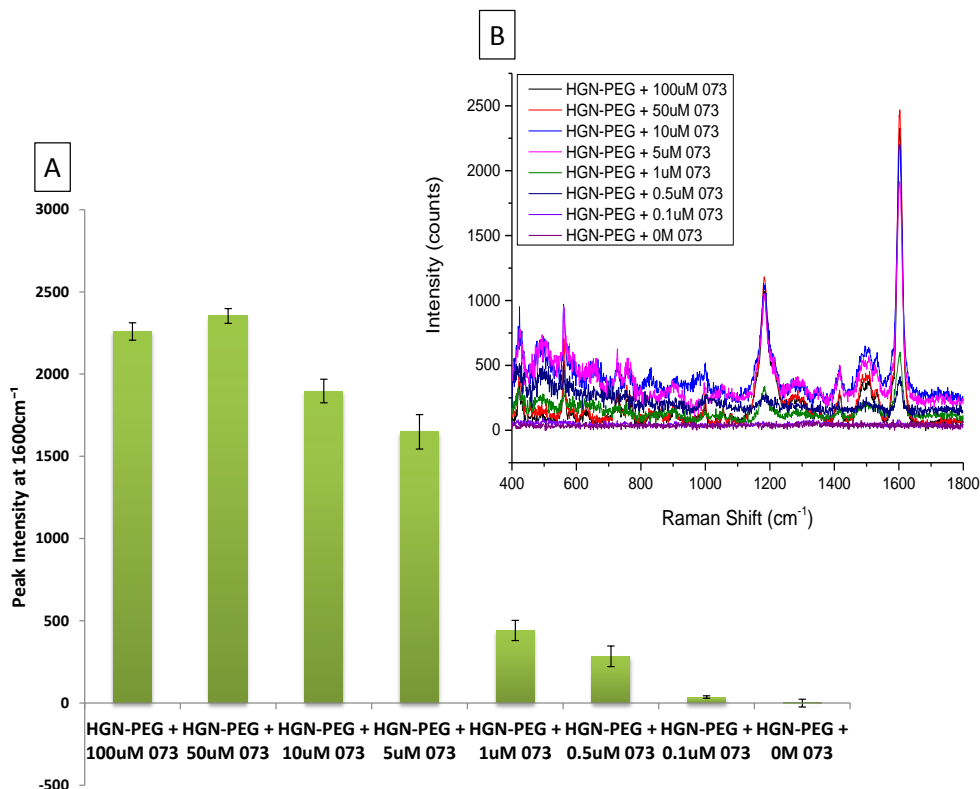 B
HGN-PEG + 100uM 073
HGN-PEG + 50uM 073
HGN-PEG + 10uM 073
HGN-PEG + 5uM 073
HGN-PEG + 1uM 073
HGN-PEG + 0.5uM 073
HGN-PEG + 0.1uM 073
HGN-PEG + 0M 073
2500
2000
1500
1000
500
0
Intensity (counts)
400 600 800 1000 1200 1400 1600 1800
Raman Shift (cm-1)
A
3000
2500
2000
1500
1000
500
0
-500
Peak Intensity at 1600cm-1
HGN-PEG + HGN-PEG + HGN-PEG + HGN-PEG + HGN-PEG + HGN-PEG + HGN-PEG + HGN-PEG +
100uM 073 50uM 073 10uM 073 5uM 073 1uM 073 0.5uM 073 0.1uM 073 0M 073